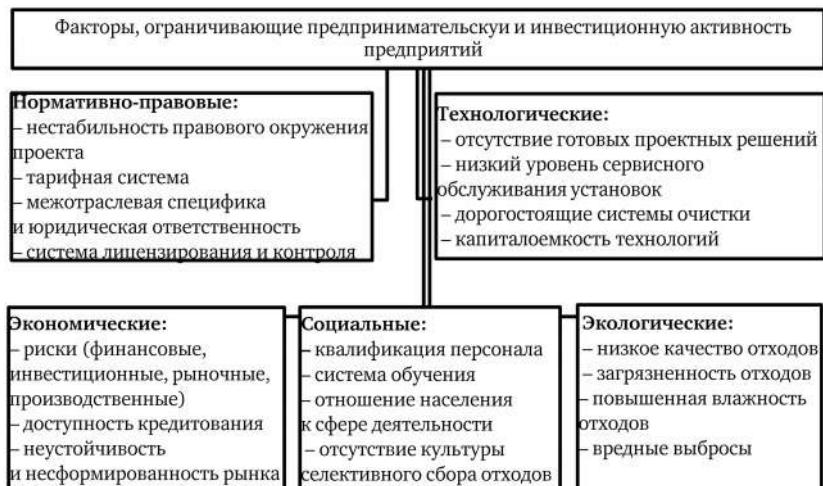 Факторы, ограничивающие предпринимательскуи и инвестиционную активность
предприятий
Нормативно-правовые:
– нестабильность правового окружения
проекта
– тарифная система
– межотраслевая специфика
и юридическая ответственность
– система лицензирования и контроля
Технологические:
– отсутствие готовых проектных решений
– низкий уровень сервисного
обслуживания установок
– дорогостоящие системы очистки
– капиталоемкость технологий
Экономические:
– риски (финансовые,
инвестиционные, рыночные,
производственные)
– доступность кредитования
– неустойчивость
и несформированность рынка
Социальные:
– квалификация персонала
– система обучения
– отношение населения
к сфере деятельности
– отсутствие культуры
селективного сбора отходов
Экологические:
– низкое качество отходов
– загрязненность отходов
– повышенная влажность
отходов
– вредные выбросы